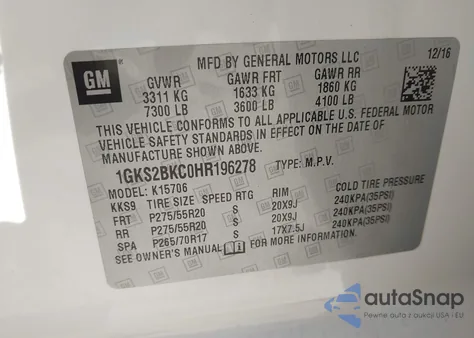 GM
MFD BY GENERAL MOTORS LLC 12/16
GVWR GAWR FRT GAWR RR
3311 KG 1633 KG 1860 KG
7300 LB 3600 LB 4100 LB
THIS VEHICLE CONFORMS TO ALL APPLICABLE U.S. FEDERAL MOTOR
VEHICLE SAFETY STANDARDS IN EFFECT ON THE DATE OF
MANUFACTURE SHOWN ABOVE.
1GKS2BKC0HR196278 TYPE: M.P.V.
MODEL: K15706
KKS9 TIRE SIZE SPEED RTG RIM COLD TIRE PRESSURE
FRT P275/55R20 S 20X9J 240KPA(35PSI)
RR P275/55R20 S 20X9J 240KPA(35PSI)
SPA P265/70R17 S 17X7.5J 240KPA(35PSI)
SEE OWNER'S MANUAL FOR MORE INFORMATION.
autoSnap
Pewne auta z aukcji USA i EU